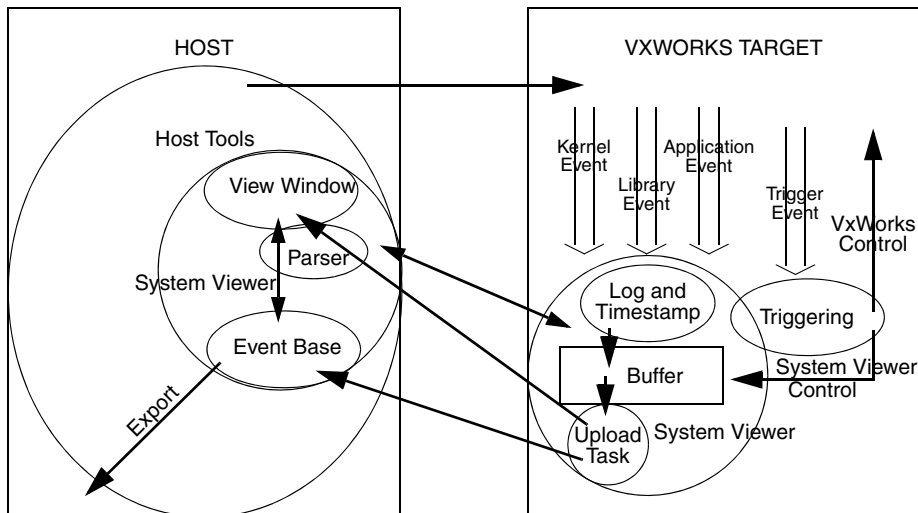 HOST
Host Tools
View Window
Parser
System Viewer
Event Base
Export
VXWORKS TARGET
Kernel
Event
Library
Event
Application
Event
Trigger
Event
VxWorks
Control
Log and
Timestamp
Triggering
Buffer
System Viewer
Control
Upload
Task
System Viewer